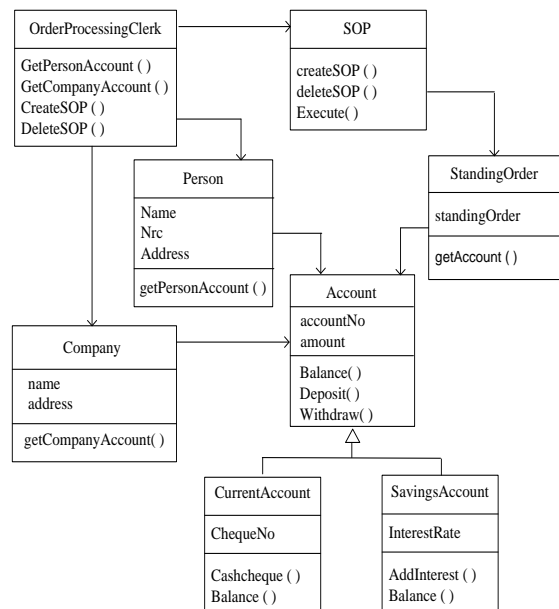 OrderProcessingClerk
GetPersonAccount ( )
GetCompanyAccount ( )
CreateSOP ( )
DeleteSOP ( )
SOP
createSOP ( )
deleteSOP ( )
Execute( )
Person
Name
Nrc
Address
getPersonAccount ( )
StandingOrder
standingOrder
getAccount ( )
Account
accountNo
amount
Balance( )
Deposit( )
Withdraw( )
Company
name
address
getCompanyAccount( )
CurrentAccount
ChequeNo
Cashcheque ( )
Balance ( )
SavingsAccount
InterestRate
AddInterest ( )
Balance ( )